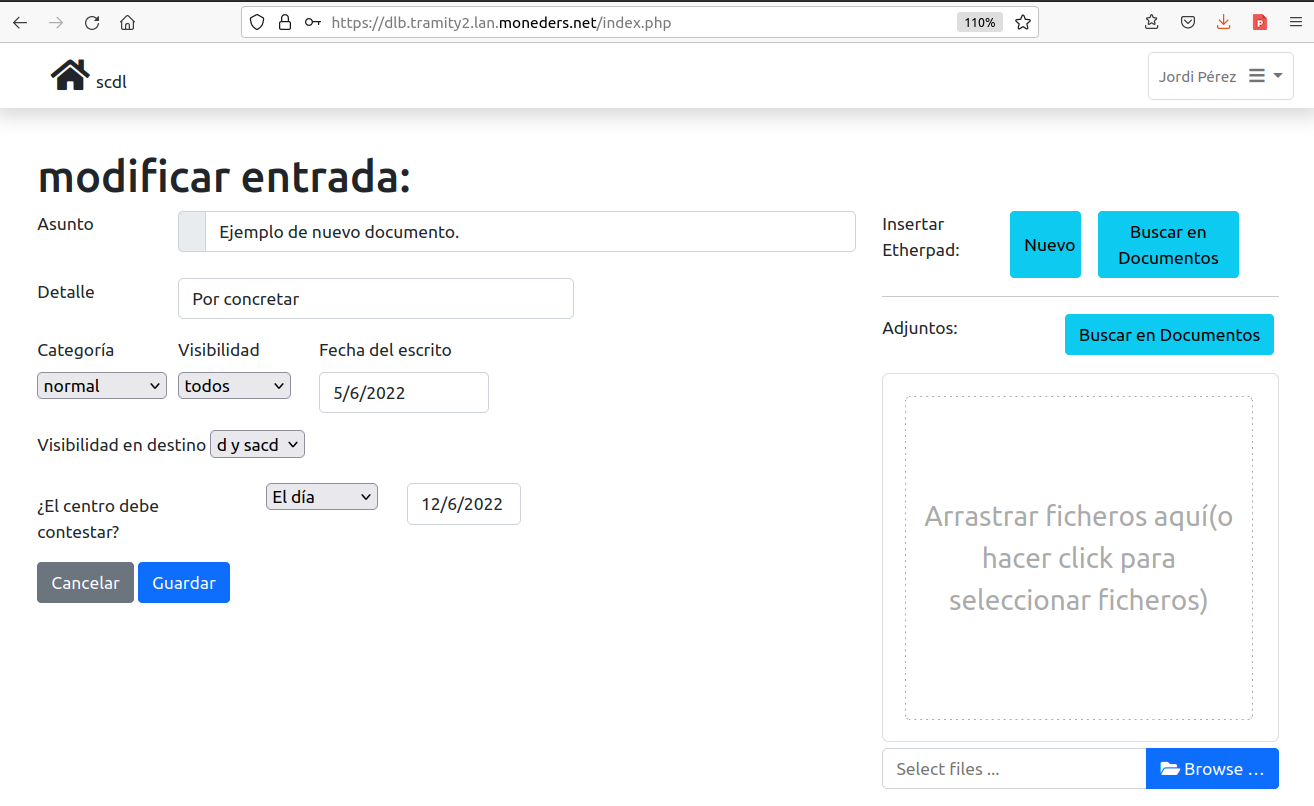 https://dlb.tramity2.lan.moneders.net/index.php
110%
scdl
Jordi Pérez
modificar entrada:
Asunto
Ejemplo de nuevo documento.
Detalle
Por concretar
Categoría
Visibilidad
Fecha del escrito
normal
todos
5/6/2022
Visibilidad en destino
d y sacd
¿El centro debe
contestar?
El día
12/6/2022
Cancelar
Guardar
Insertar
Etherpad:
Nuevo
Buscar en
Documentos
Adjuntos:
Buscar en Documentos
Arrastrar ficheros aquí(o
hacer click para
seleccionar ficheros)
Select files ...
Browse ...